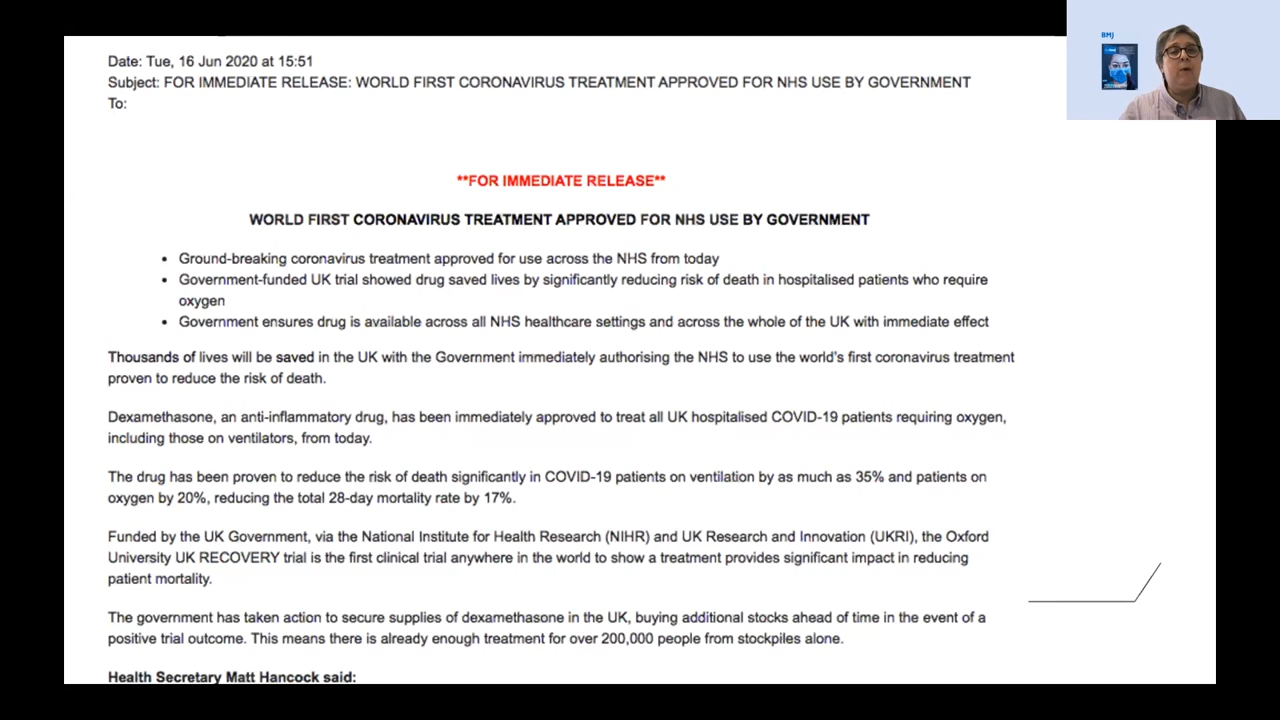 Date: Tue, 16 Jun 2020 at 15:51
Subject: FOR IMMEDIATE RELEASE: WORLD FIRST CORONAVIRUS TREATMENT APPROVED FOR NHS USE BY GOVERNMENT
To:
BMJ
**FOR IMMEDIATE RELEASE**
WORLD FIRST CORONAVIRUS TREATMENT APPROVED FOR NHS USE BY GOVERNMENT
• Ground-breaking coronavirus treatment approved for use across the NHS from today
• Government-funded UK trial showed drug saved lives by significantly reducing risk of death in hospitalised patients who require
oxygen
• Government ensures drug is available across all NHS healthcare settings and across the whole of the UK with immediate effect
Thousands of lives will be saved in the UK with the Government immediately authorising the NHS to use the world's first coronavirus treatment
proven to reduce the risk of death.
Dexamethasone, an anti-inflammatory drug, has been immediately approved to treat all UK hospitalised COVID-19 patients requiring oxygen,
including those on ventilators, from today.
The drug has been proven to reduce the risk of death significantly in COVID-19 patients on ventilation by as much as 35% and patients on
oxygen by 20%, reducing the total 28-day mortality rate by 17%.
Funded by the UK Government, via the National Institute for Health Research (NIHR) and UK Research and Innovation (UKRI), the Oxford
University UK RECOVERY trial is the first clinical trial anywhere in the world to show a treatment provides significant impact in reducing
patient mortality.
The government has taken action to secure supplies of dexamethasone in the UK, buying additional stocks ahead of time in the event of a
positive trial outcome. This means there is already enough treatment for over 200,000 people from stockpiles alone.
Health Secretary Matt Hancock said: